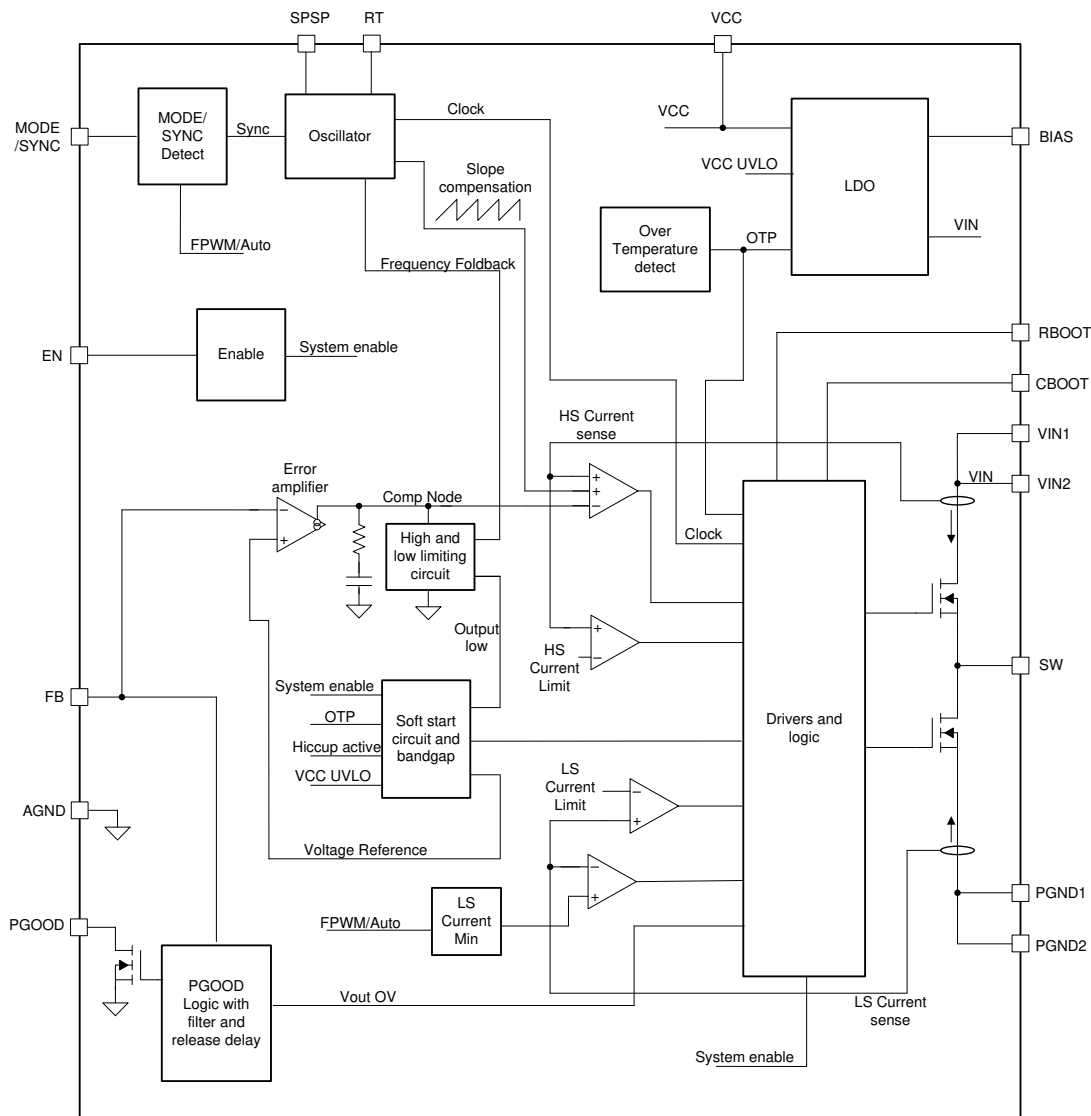 SPSP
RT
VCC
MODE
/SYNC
MODE/
SYNC
Detect
Sync
Oscillator
Clock
Slope
compensation
FPWM/Auto
Frequency Foldback
VCC
VCC UVLO
LDO
BIAS
VIN
Over
Temperature
detect
OTP
EN
Enable
System enable
RBOOT
CBOOT
VIN1
VIN
VIN2
HS Current
sense
+
+
−
Error
amplifier
−
+
Comp Node
High and
low limiting
circuit
Clock
Output
low
+
−
HS
Current
Limit
SW
FB
System enable
OTP
Hiccup active
VCC UVLO
Soft start
circuit and
bandgap
Drivers and
logic
LS
Current
Limit
−
+
AGND
Voltage Reference
−
+
PGND1
PGOOD
FPWM/Auto
LS
Current
Min
PGND2
PGOOD
Logic with
filter and
release delay
Vout OV
LS Current
sense
System enable